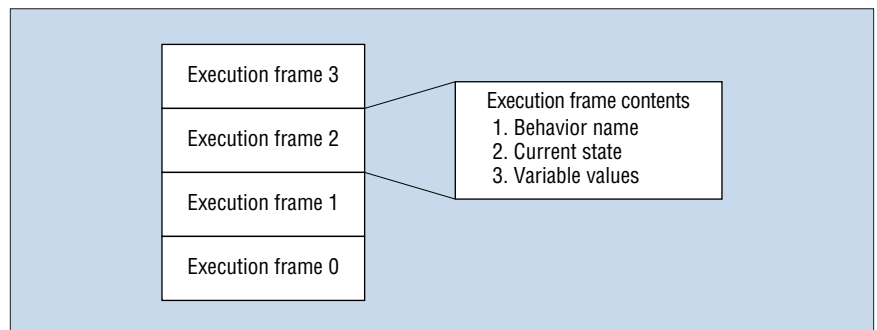 Execution frame 3
Execution frame 2
Execution frame 1
Execution frame 0
Execution frame contents
1. Behavior name
2. Current state
3. Variable values